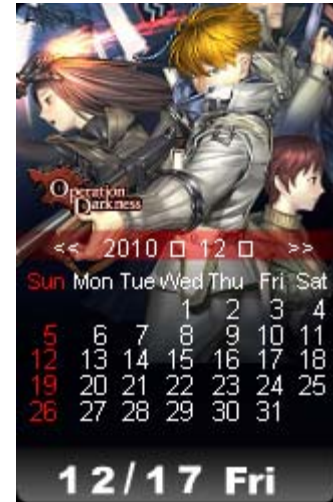 Operation
Darkness
<< 2010 □ 12 □ >>
Sun Mon Tue Wed Thu Fri Sat
1 2 3 4
5 6 7 8 9 10 11
12 13 14 15 16 17 18
19 20 21 22 23 24 25
26 27 28 29 30 31
12/17 Fri